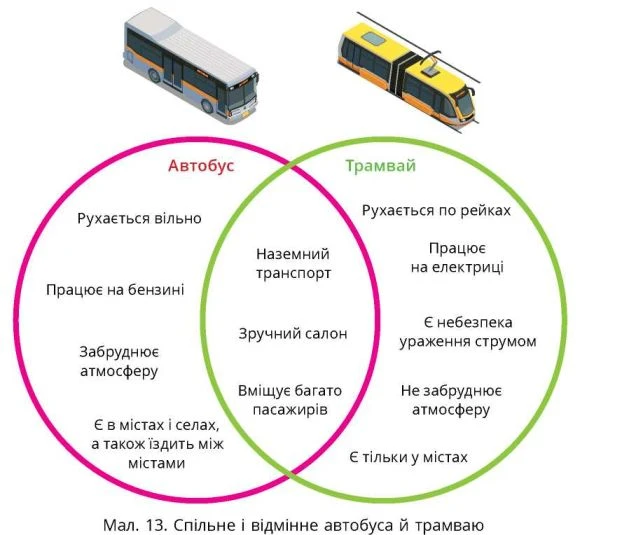 Автобус
Трамвай
Рухається вільно
Працює на бензині
Забруднює
атмосферу
Є в містах і селах,
а також їздить між
містами
Наземний
транспорт
Зручний салон
Вміщує багато
пасажирів
Рухається по рейках
Працює
на електриці
Є небезпека
ураження струмом
Не забруднює
атмосферу
Є тільки у містах
Мал. 13. Спільне і відмінне автобуса й трамваю